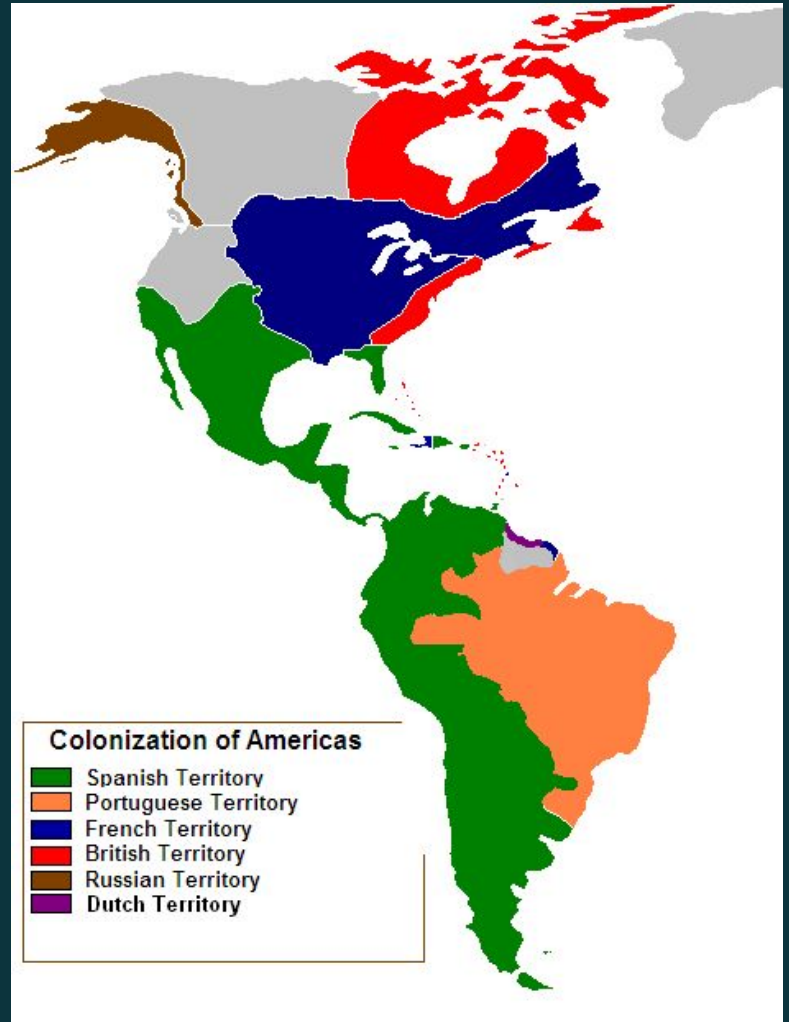 Colonization of Americas
Spanish Territory
Portuguese Territory
French Territory
British Territory
Russian Territory
Dutch Territory